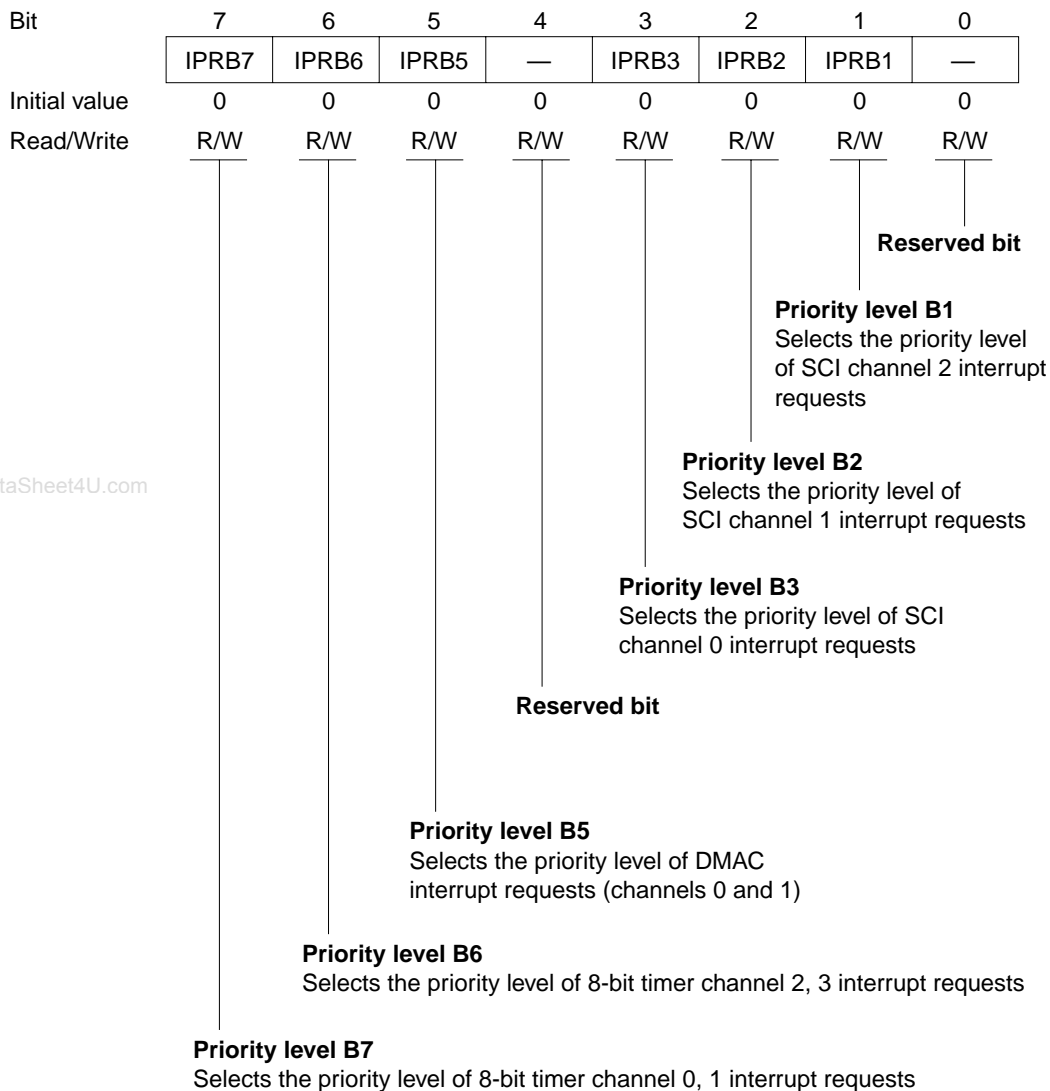 Bit 7 6 5 4 3 2 1 0
IPRB7 IPRB6 IPRB5 — IPRB3 IPRB2 IPRB1 —
Initial value 0 0 0 0 0 0 0 0
Read/Write R/W R/W R/W R/W R/W R/W R/W R/W
Reserved bit
Priority level B1
Selects the priority level
of SCI channel 2 interrupt
requests
Priority level B2
Selects the priority level of
SCI channel 1 interrupt requests
taSheet4U.com
Priority level B3
Selects the priority level of SCI
channel 0 interrupt requests
Reserved bit
Priority level B5
Selects the priority level of DMAC
interrupt requests (channels 0 and 1)
Priority level B6
Selects the priority level of 8-bit timer channel 2, 3 interrupt requests
Priority level B7
Selects the priority level of 8-bit timer channel 0, 1 interrupt requests